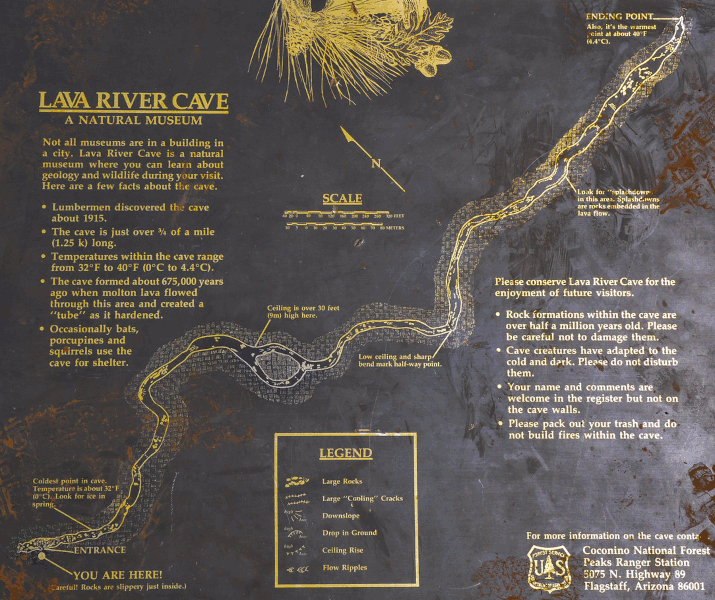 ENDING POINT
Also, it's the warmest
point at about 40°F
(4.4°C).
LAVA RIVER CAVE
A NATURAL MUSEUM
Not all museums are in a building in
a city. Lava River Cave is a natural
museum where you can learn about
geology and wildlife during your visit.
Here are a few facts about the cave.
• Lumbermen discovered the cave
about 1915.
• The cave is just over ¾ of a mile
(1.25 k) long.
• Temperatures within the cave range
from 32°F to 40°F (0°C to 4.4°C).
• The cave formed about 675,000 years
ago when molton lava flowed
through this area and created a
"tube" as it hardened.
• Occasionally bats,
porcupines and
squirrels use the
cave for shelter.
N
SCALE
FEET
METERS
Look for "splashdowns"
in this area. Splashdowns
are rocks embedded in the
lava flow.
Please conserve Lava River Cave for the
enjoyment of future visitors.
• Rock formations within the cave are
over half a million years old. Please
be careful not to damage them.
• Cave creatures have adapted to the
cold and dark. Please do not disturb
them.
• Your name and comments are
welcome in the register but not on
the cave walls.
• Please pack out your trash and do
not build fires within the cave.
Ceiling is over 30 feet
(9m) high here.
Low ceiling and sharp
bend mark half-way point.
Coldest point in cave.
Temperature is about 32°F
(0°C). Look for ice in
spring.
ENTRANCE
YOU ARE HERE!
(Careful! Rocks are slippery just inside.)
LEGEND
Large Rocks
Large "Cooling" Cracks
Downslope
Drop in Ground
Ceiling Rise
Flow Ripples
For more information on the cave conta
FOREST SERVICE
U S
Coconino National Forest
Peaks Ranger Station
5075 N. Highway 89
Flagstaff, Arizona 86001